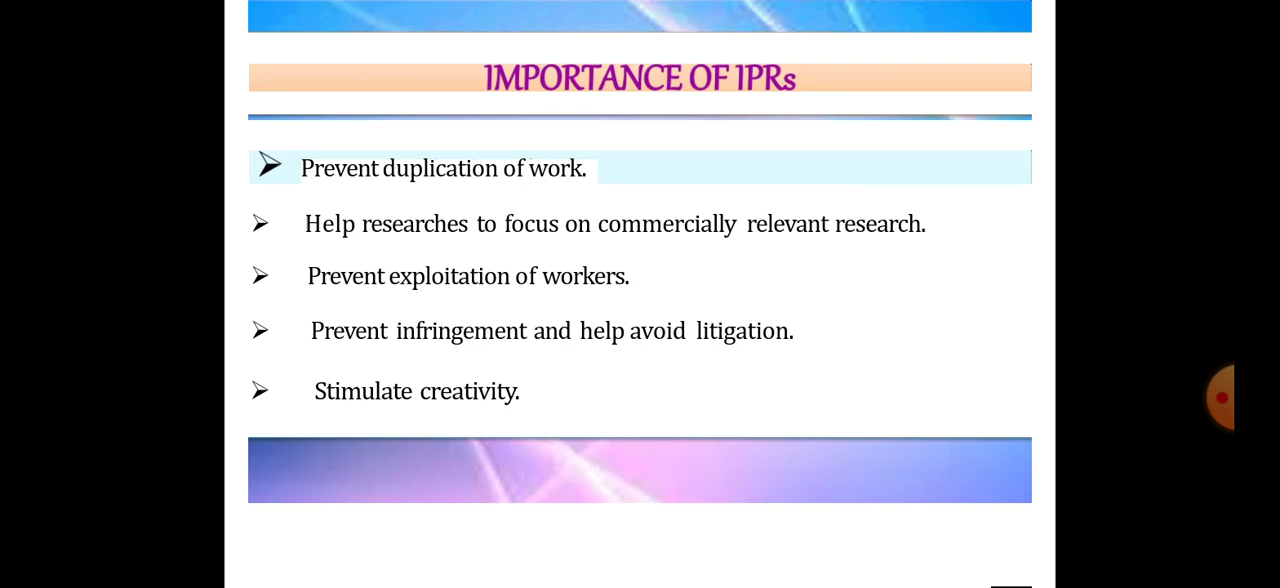 IMPORTANCE OF IPRs
Prevent duplication of work.
Help researches to focus on commercially relevant research.
Prevent exploitation of workers.
Prevent infringement and help avoid litigation.
Stimulate creativity.